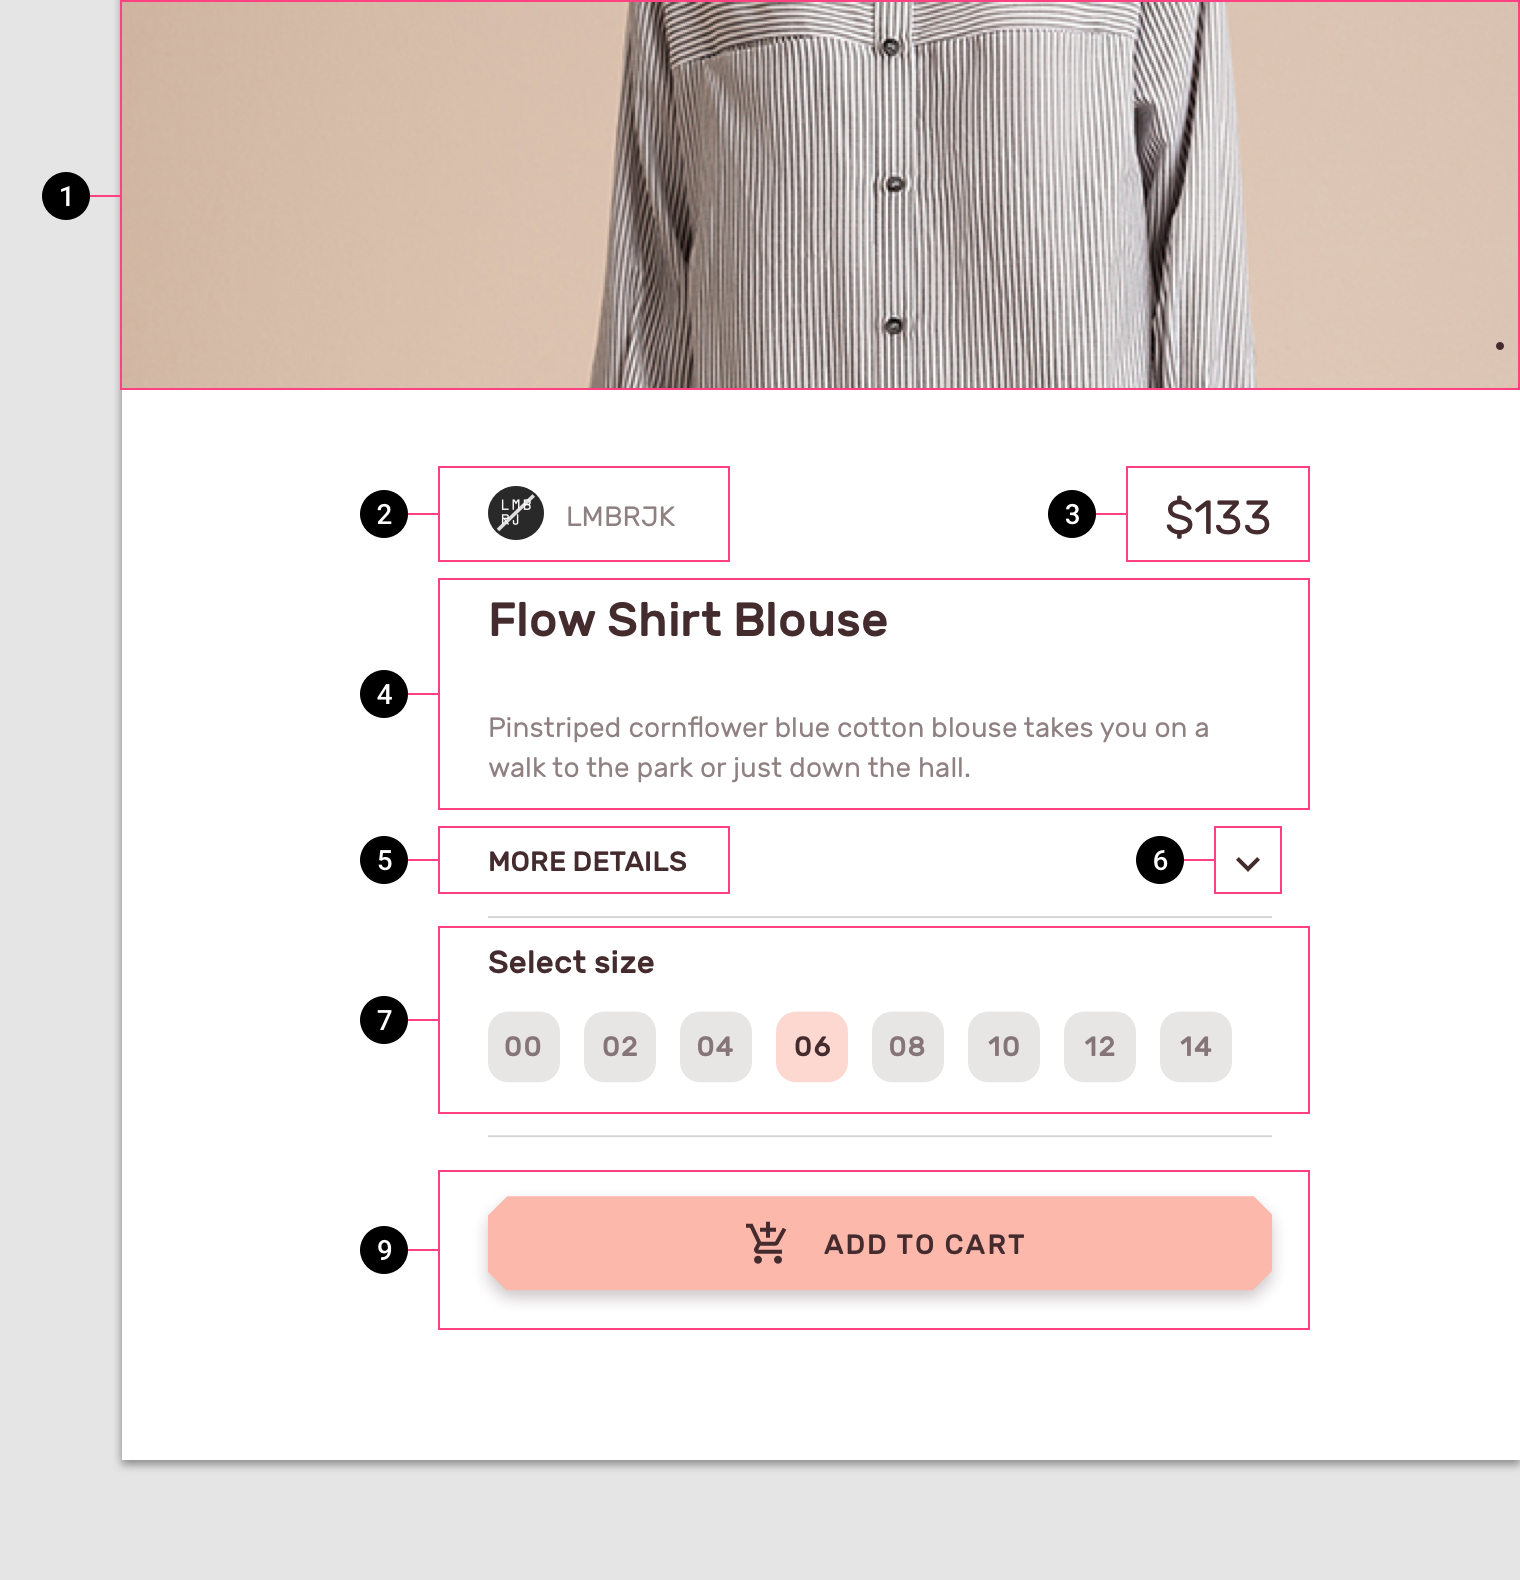 1
2
LMB
RJ
LMBRJK
3
$133
4
Flow Shirt Blouse
Pinstriped cornflower blue cotton blouse takes you on a
walk to the park or just down the hall.
5
MORE DETAILS
6
7
Select size
00 02 04 06 08 10 12 14
9
ADD TO CART